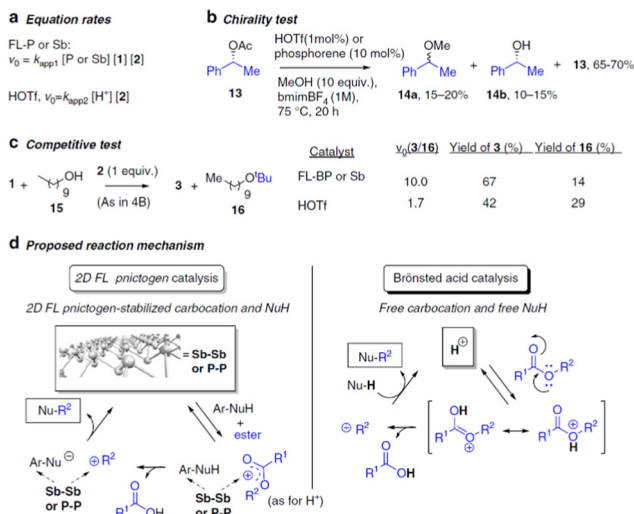 a Equation rates
FL-P or Sb:
v0 = kapp1 [P or Sb] [1] [2]
HOTf, v0=kapp2 [H+] [2]
b Chirality test
OAc
Ph Me
13
HOTf(1mol%) or
phosphorene (10 mol%)
MeOH (10 equiv.),
bmimBF4 (1M),
75 °C, 20 h
OMe
Ph Me
14a, 15–20%
+
OH
Ph Me
14b, 10–15%
+ 13, 65-70%
c Competitive test
1 + OH
9
15
2 (1 equiv.)
(As in 4B)
3 + Me OtBu
9
16
Catalyst v0(3/16) Yield of 3 (%) Yield of 16 (%)
FL-BP or Sb 10.0 67 14
HOTf 1.7 42 29
d Proposed reaction mechanism
2D FL pnictogen catalysis
2D FL pnictogen-stabilized carbocation and NuH
= Sb-Sb
or P-P
Nu-R2
Ar-NuH
+
ester
Ar-Nu ⊖ ⊕ R2
Sb-Sb
or P-P
O
R1 OH
Ar-NuH
Sb-Sb
or P-P
O R1
⊕
R2 O
(as for H+)
Brönsted acid catalysis
Free carbocation and free NuH
H⊕
Nu-R2
Nu-H
O
R1 O R2
⊕ R2
O
R1 OH
OH
R1 O R2
⊕
O
R1 O R2
⊕
H